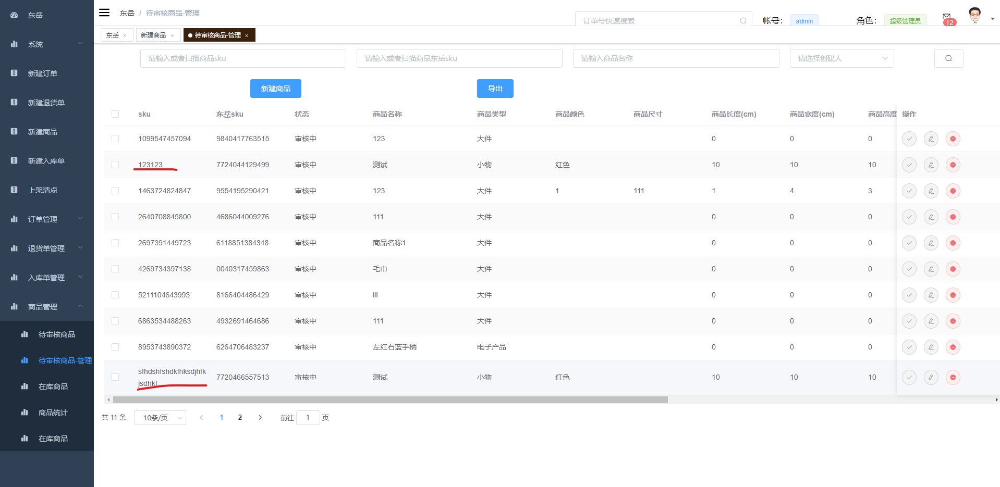 东岳
系统
新建订单
新建退货单
新建商品
新建入库单
上架清点
订单管理
退货单管理
入库单管理
商品管理
待审核商品
待审核商品-管理
在库商品
商品统计
在库商品
东岳 / 待审核商品-管理
订单号快速搜索
帐号： admin
角色： 超级管理员
12
东岳 ×
新建商品 ×
待审核商品-管理 ×
请输入或者扫描商品sku
请输入或者扫描商品东岳sku
请输入商品名称
请选择创建人
新建商品
导出
sku 东岳sku 状态 商品名称 商品类型 商品颜色 商品尺寸 商品长度(cm) 商品宽度(cm) 商品高度 操作
1099547457094 9840417763515 审核中 123 大件 0 0 0
123123 7724044129499 审核中 测试 小物 红色 10 10 10
1463724824847 9554195290421 审核中 123 大件 1 111 1 4 3
2640708845800 4686044009276 审核中 111 大件 0 0 0
2697391449723 6118851384348 审核中 商品名称1 大件 0 0 0
4269734397138 0040317459863 审核中 毛巾 大件 0 0 0
5211104643993 8166404486429 审核中 iii 大件 0 0 0
6863534488263 4932691464686 审核中 111 大件 0 0 0
8953743890372 6264706483237 审核中 左红右蓝手柄 电子产品 0 0 0
sfhdshfshdkfhksdjhfk
jsdhkf 7720466557513 审核中 测试 小物 红色 10 10 10
共 11 条 10条/页 1 2 前往 1 页